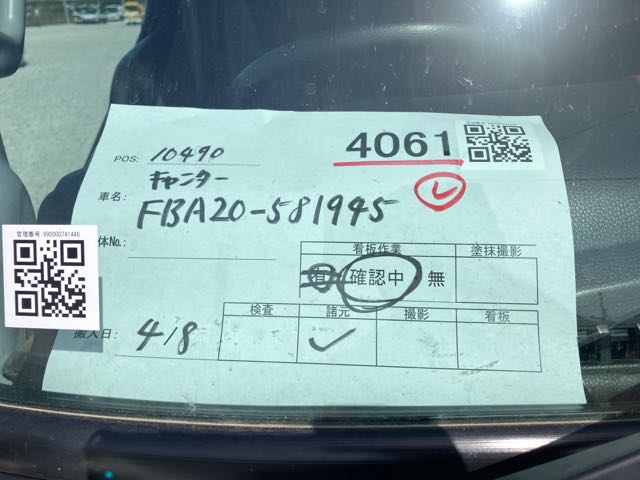 4061
POS: 10490
キャンター
車名: FBA20-581945
管理番号 990000741446
体No.:
看板作業 塗抹撮影
有 確認中 無
検査 諸元 撮影 看板
搬入日: 4/8 ✓